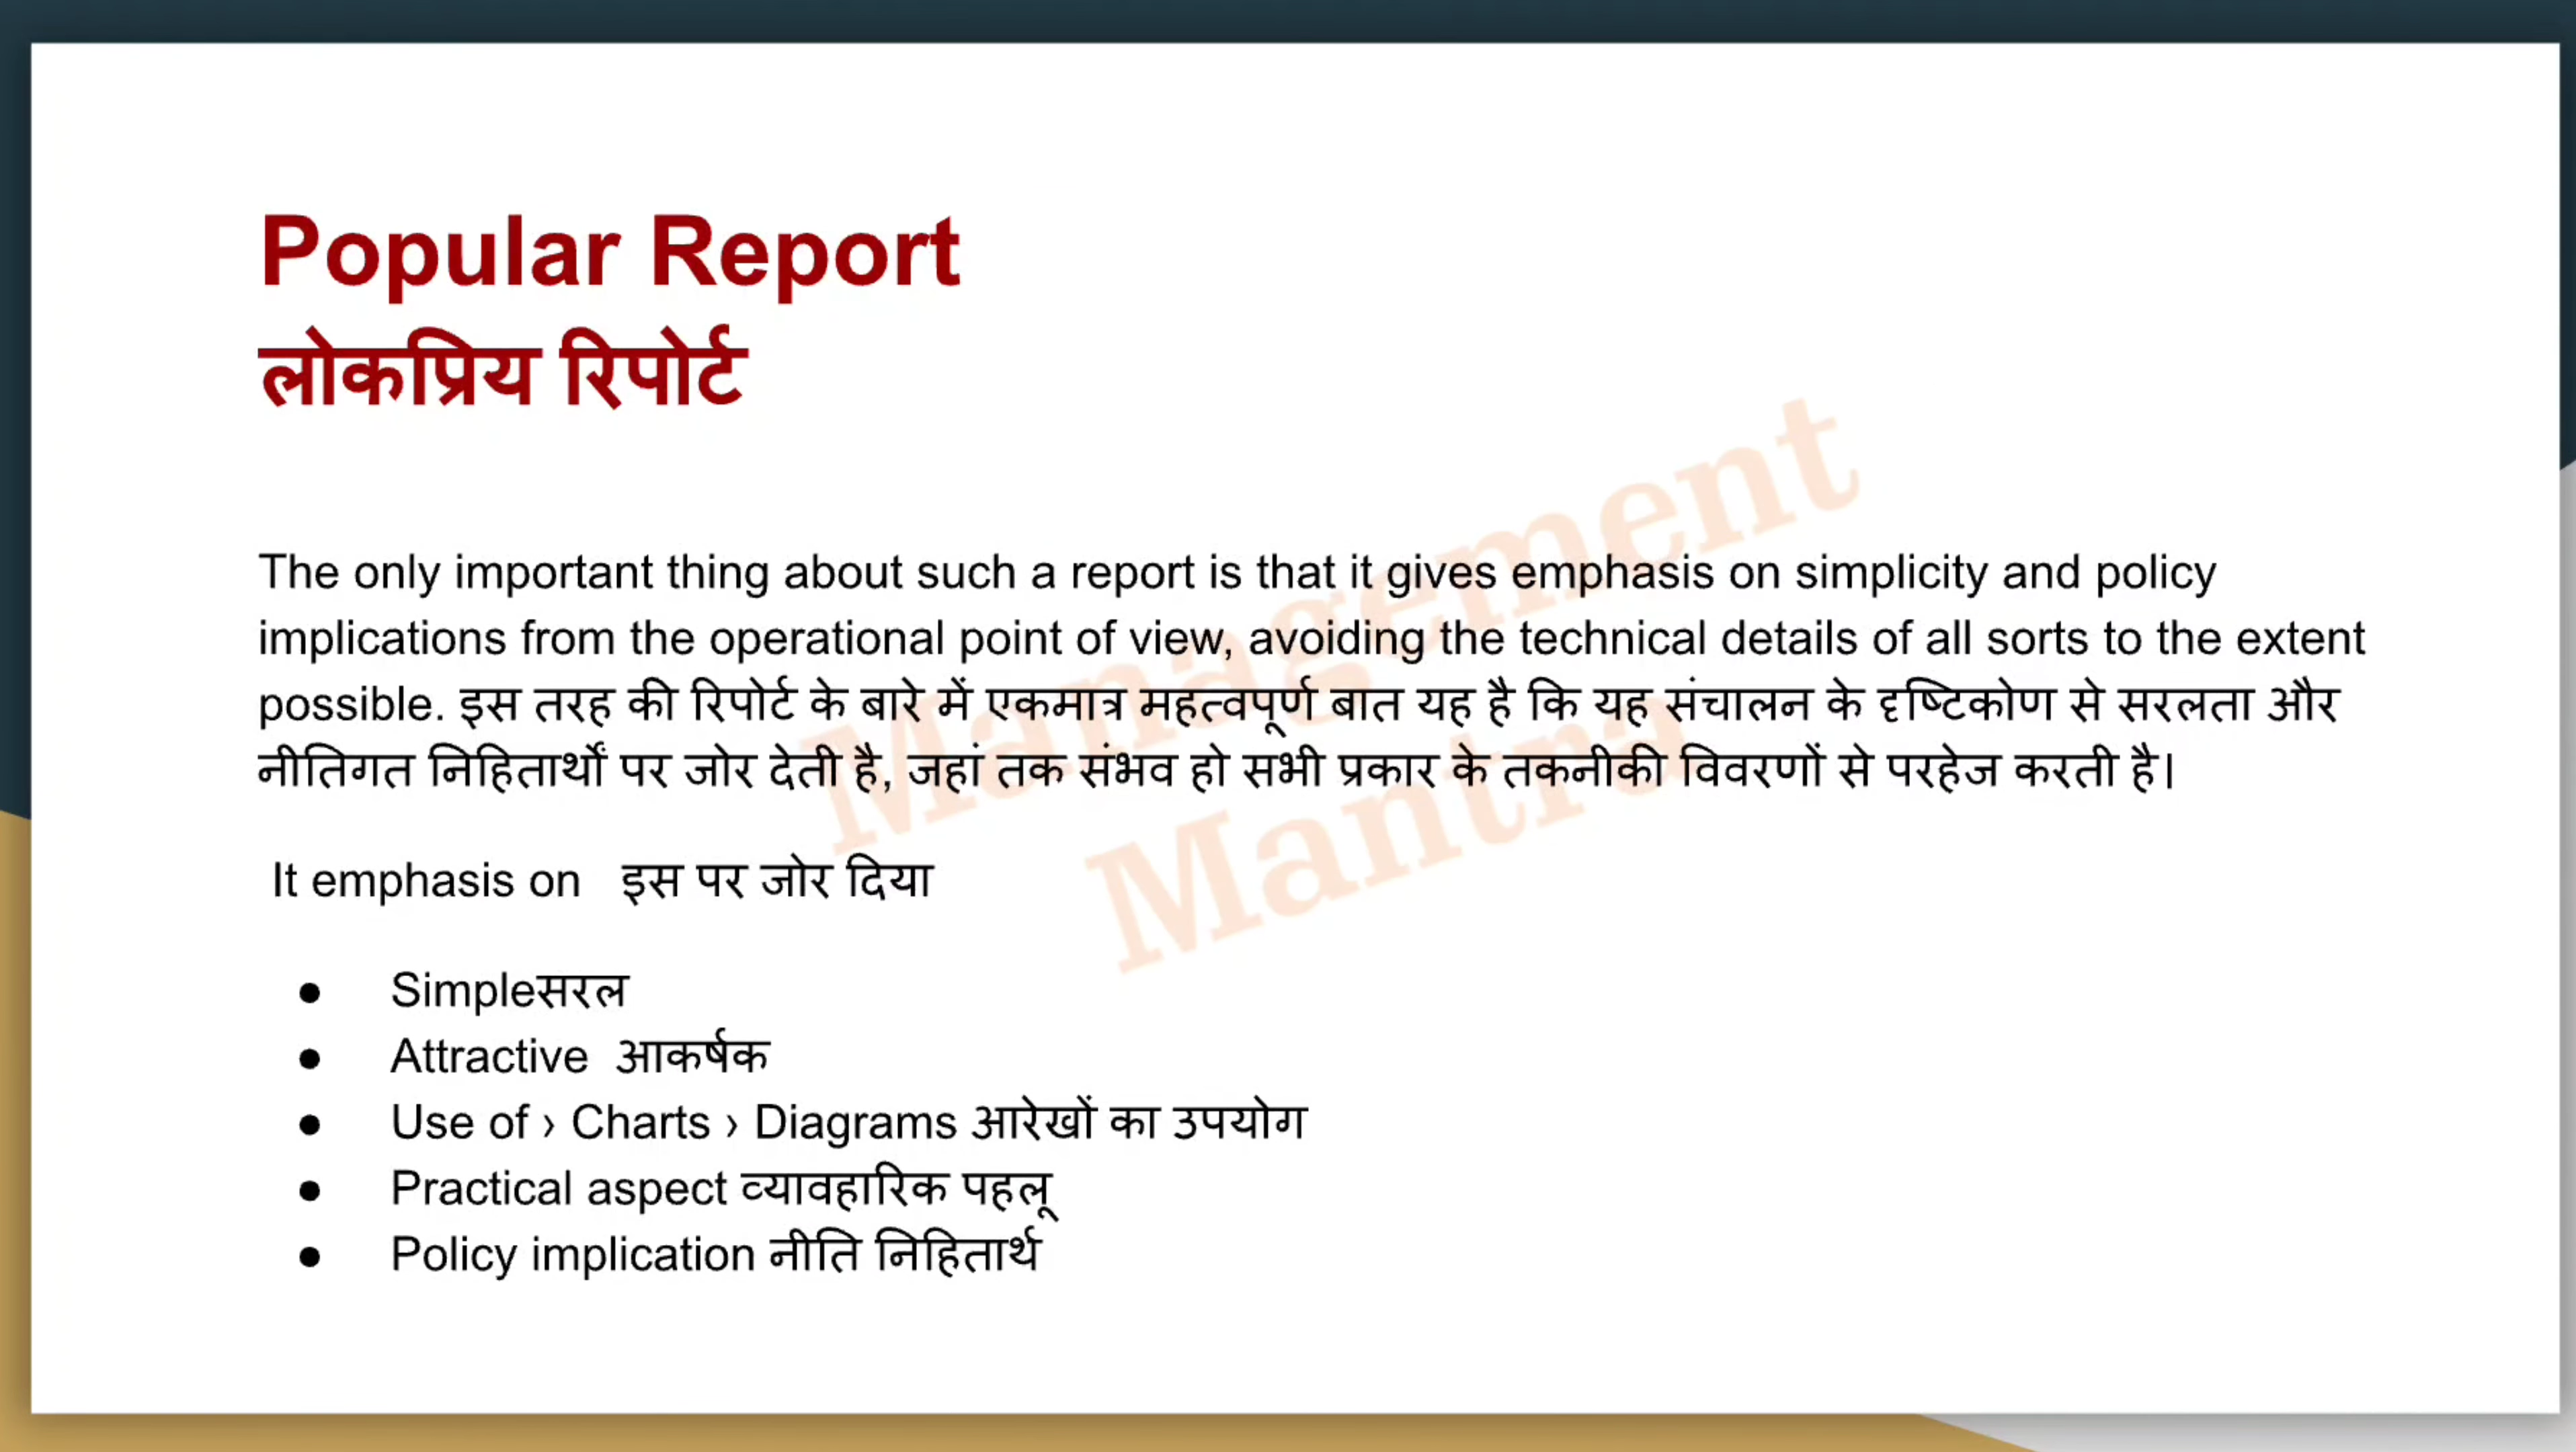 Popular Report
लोकप्रिय रिपोर्ट
The only important thing about such a report is that it gives emphasis on simplicity and policy
implications from the operational point of view, avoiding the technical details of all sorts to the extent
possible. इस तरह की रिपोर्ट के बारे में एकमात्र महत्वपूर्ण बात यह है कि यह संचालन के दृष्टिकोण से सरलता और
नीतिगत निहितार्थों पर जोर देती है, जहां तक संभव हो सभी प्रकार के तकनीकी विवरणों से परहेज करती है।
It emphasis on इस पर जोर दिया
● Simpleसरल
● Attractive आकर्षक
● Use of › Charts › Diagrams आरेखों का उपयोग
● Practical aspect व्यावहारिक पहलू
● Policy implication नीति निहितार्थ
Management
Mantra